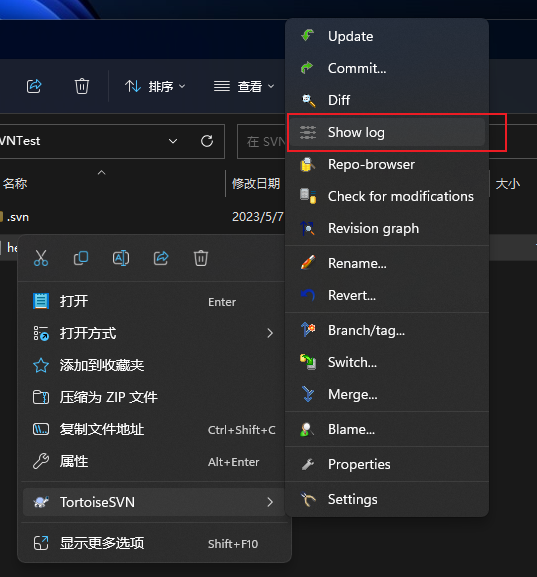 排序
查看
VNTest
在 SV
名称
修改日期
大小
.svn
2023/5/7
he
打开 Enter
打开方式
添加到收藏夹
压缩为 ZIP 文件
复制文件地址 Ctrl+Shift+C
属性 Alt+Enter
TortoiseSVN
显示更多选项 Shift+F10
Update
Commit...
Diff
Show log
Repo-browser
Check for modifications
Revision graph
Rename...
Revert...
Branch/tag...
Switch...
Merge...
Blame...
Properties
Settings